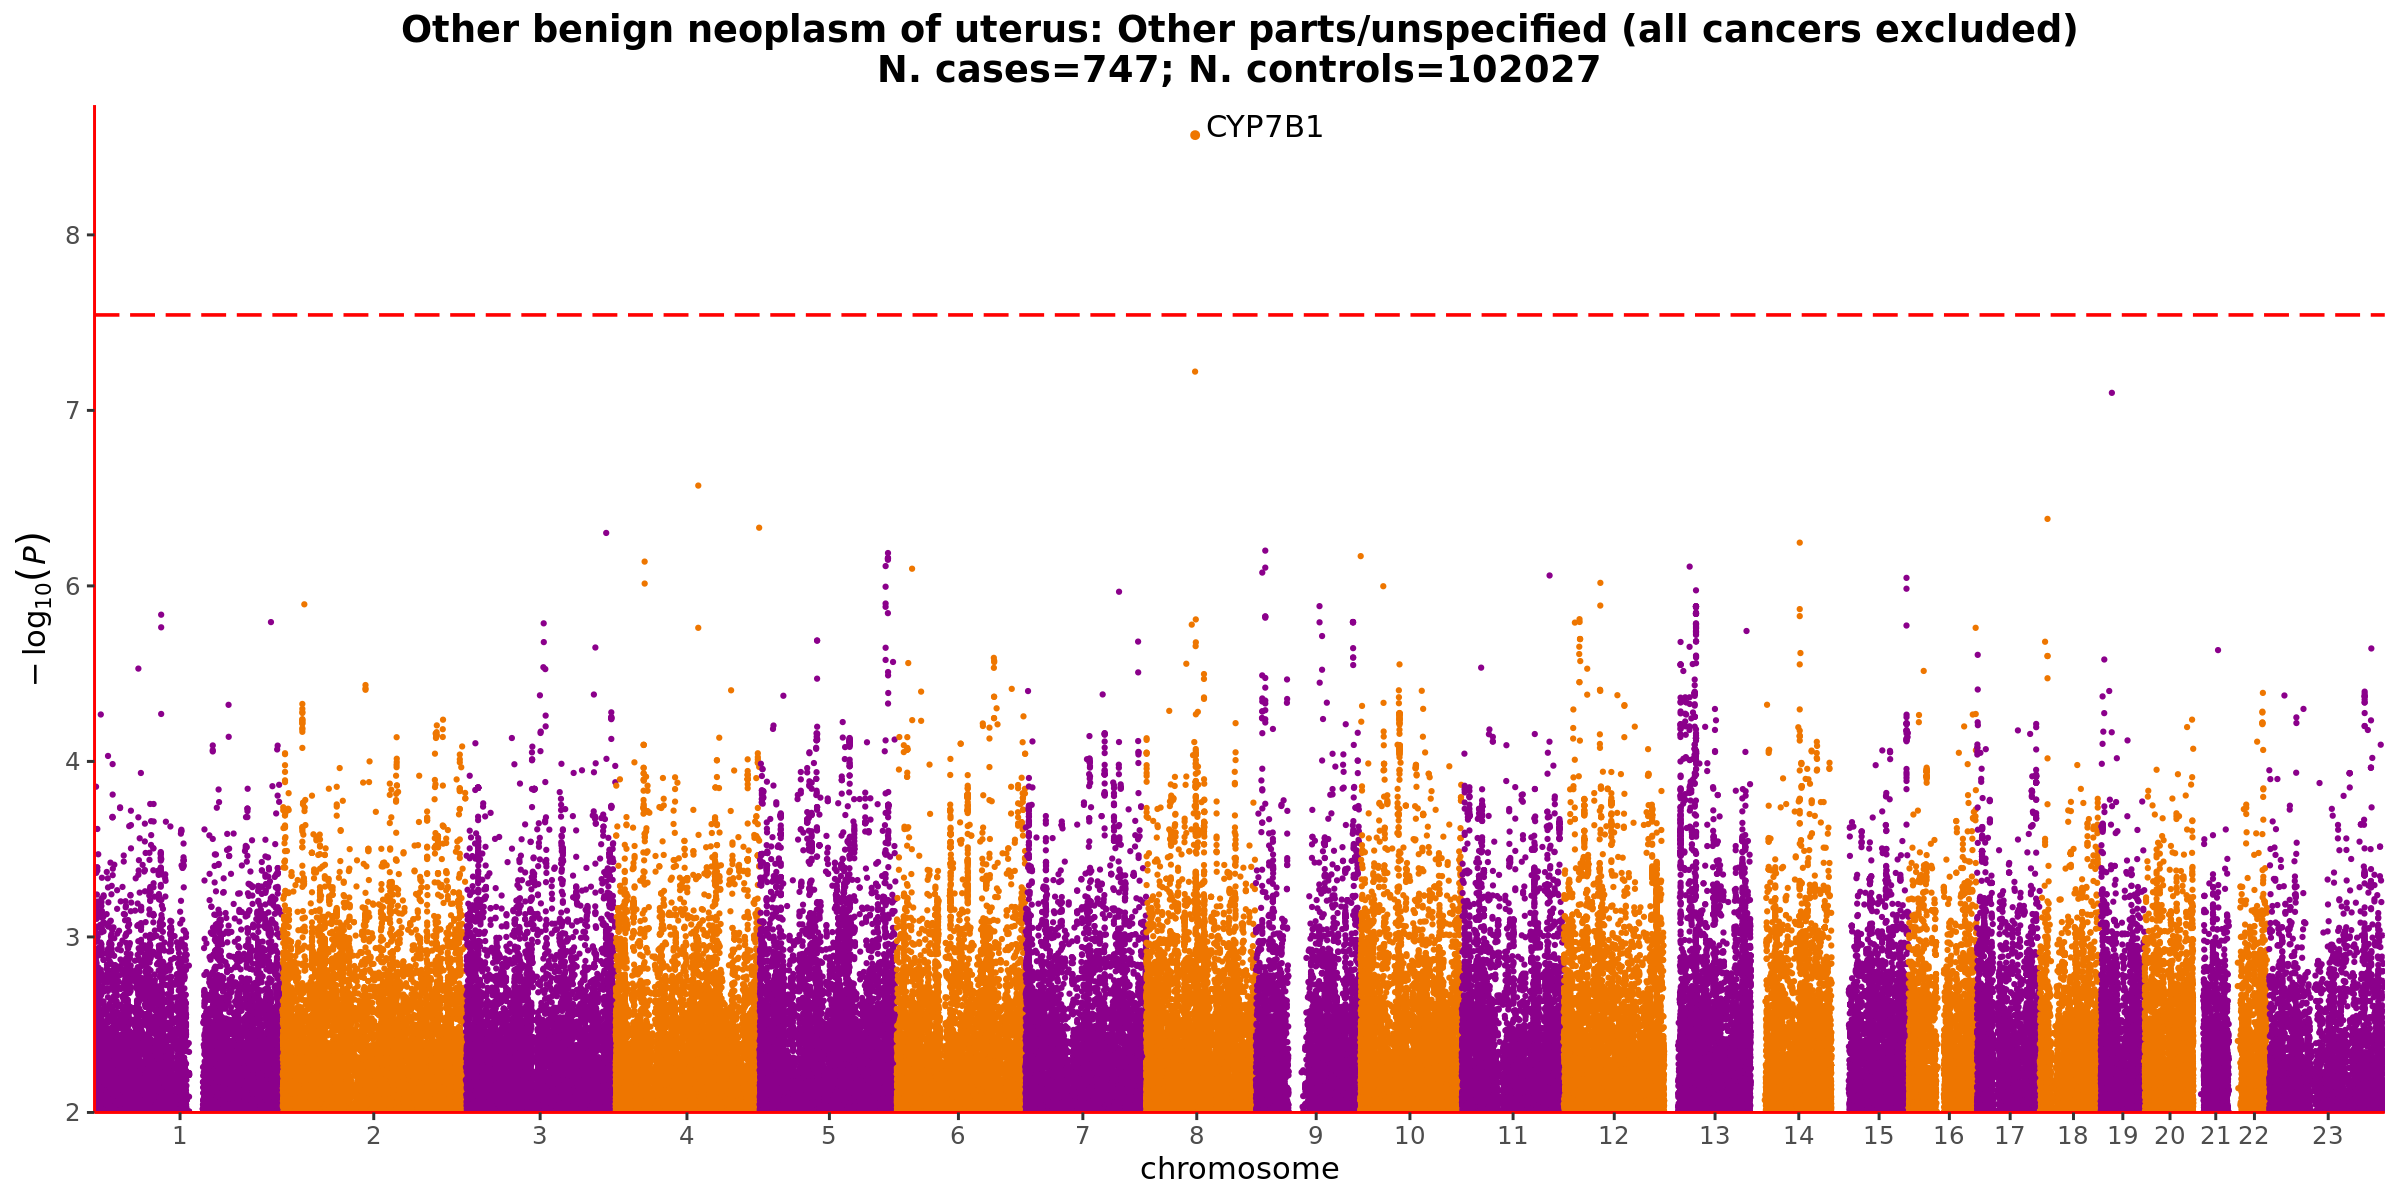 Other benign neoplasm of uterus: Other parts/unspecified (all cancers excluded)
N. cases=747; N. controls=102027
CYP7B1
8
7
6
5
4
3
2
− log₁₀(P)
1 2 3 4 5 6 7 8 9 10 11 12 13 14 15 16 17 18 19 20 21 22 23
chromosome